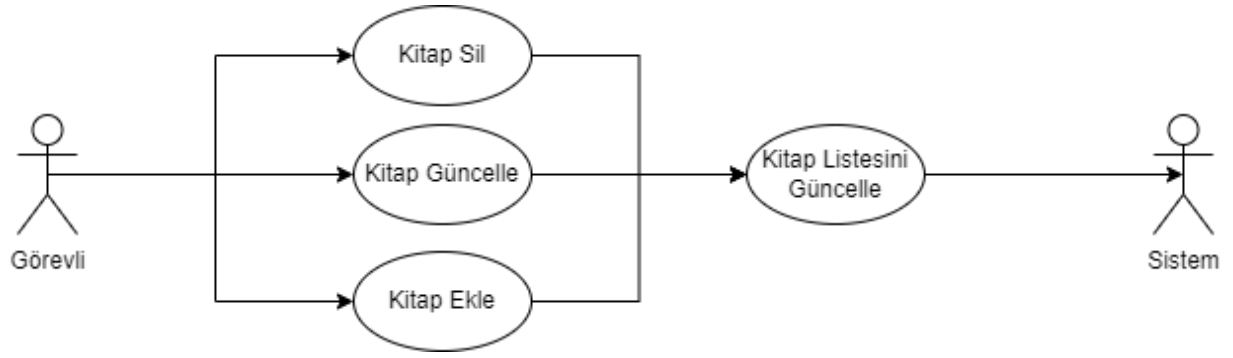 Kitap Sil
Kitap Güncelle
Kitap Ekle
Kitap Listesini
Güncelle
Görevli
Sistem